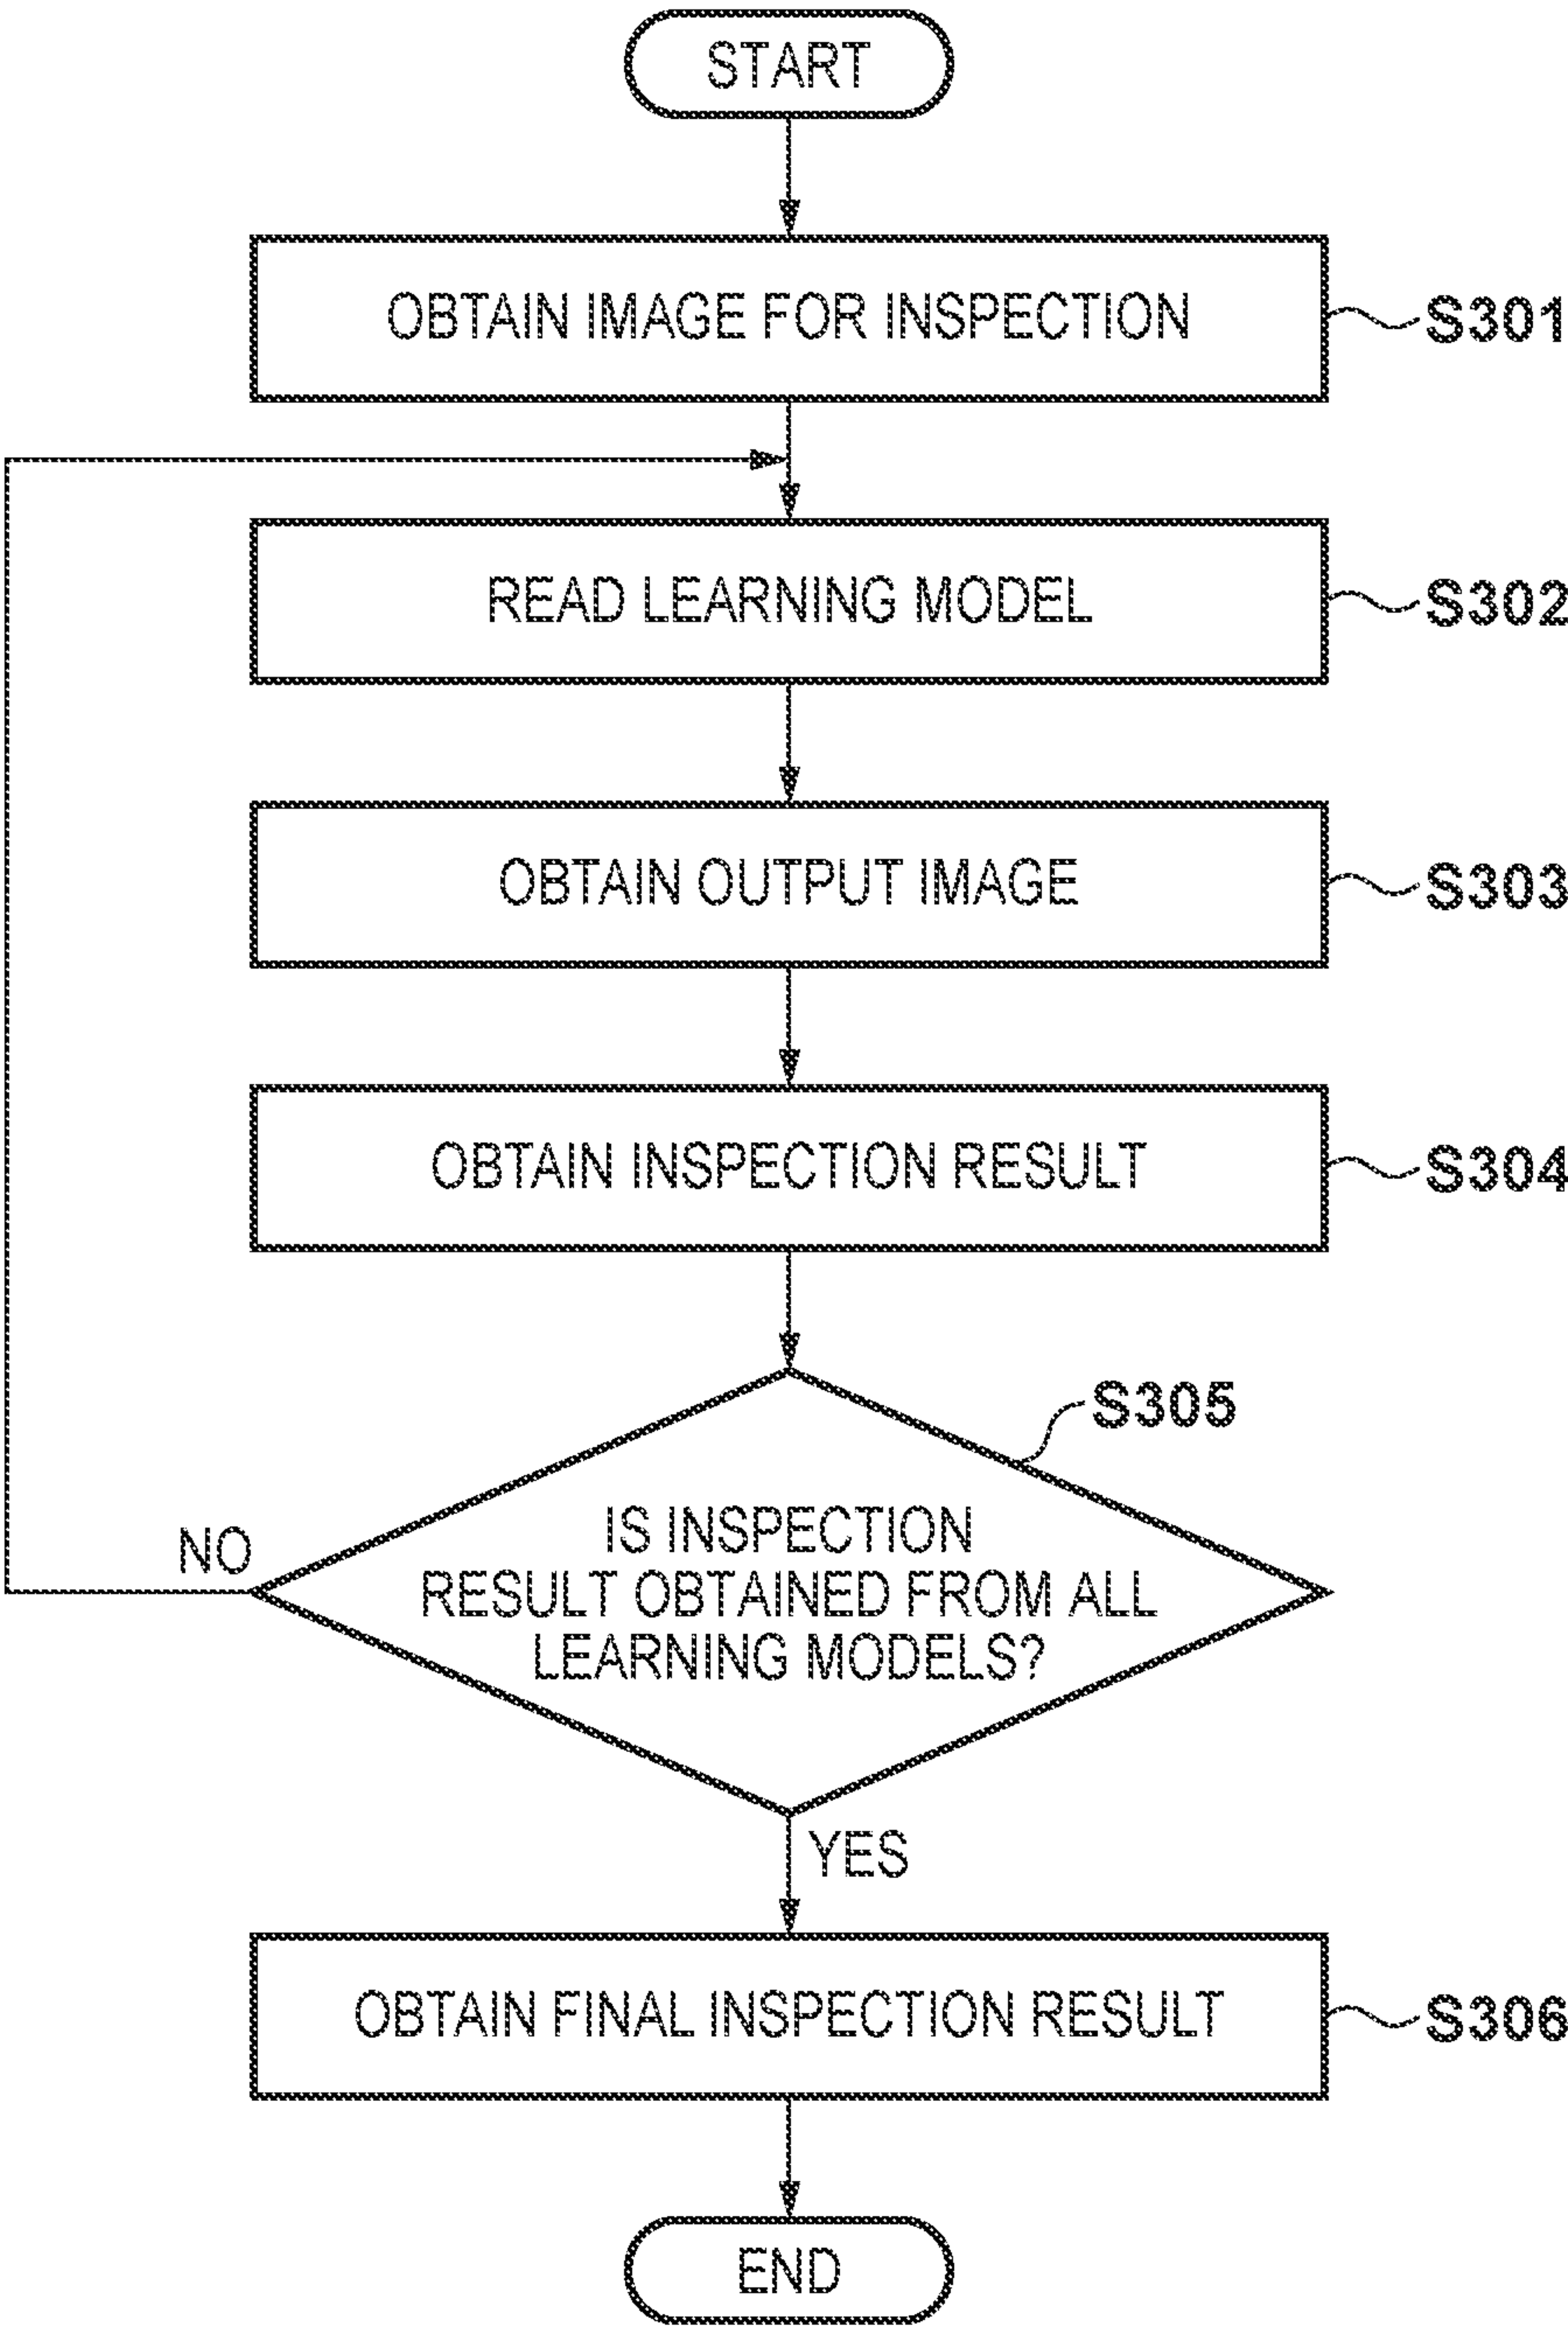 START
OBTAIN IMAGE FOR INSPECTION
S301
READ LEARNING MODEL
S302
OBTAIN OUTPUT IMAGE
S303
OBTAIN INSPECTION RESULT
S304
S305
IS INSPECTION
RESULT OBTAINED FROM ALL
LEARNING MODELS?
NO
YES
OBTAIN FINAL INSPECTION RESULT
S306
END